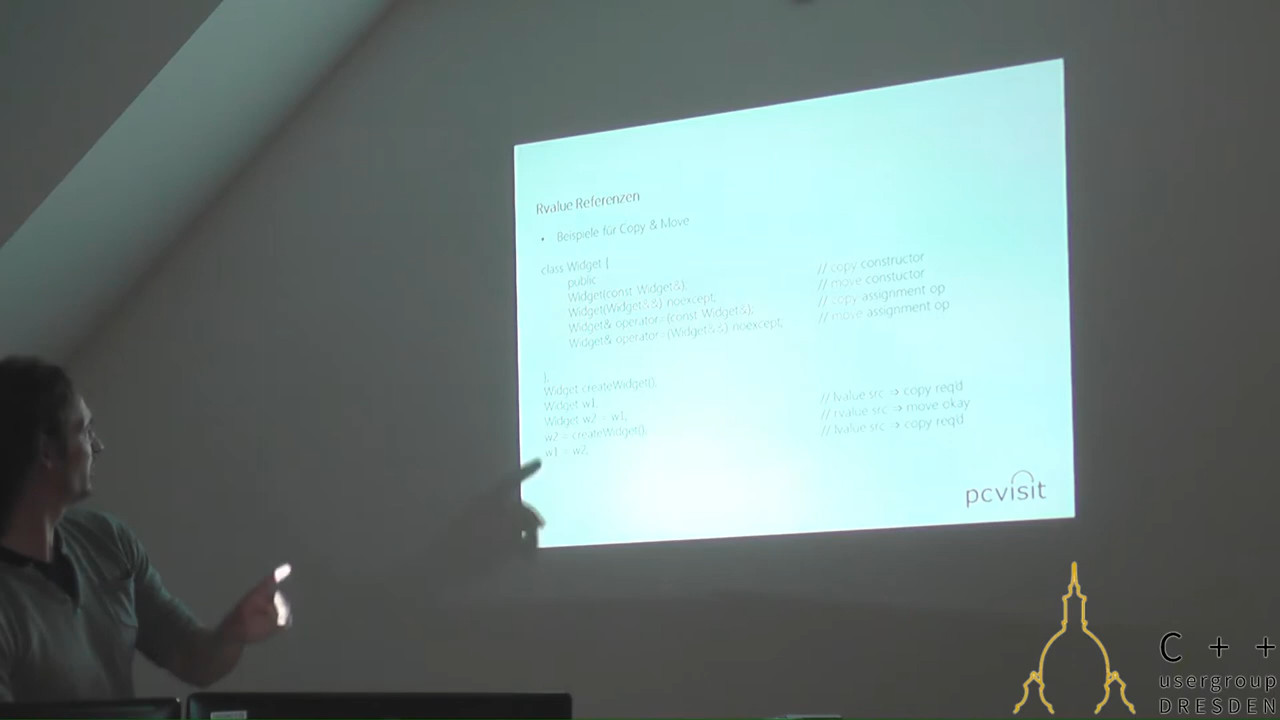 Rvalue Referenzen
• Beispiele für Copy & Move
class Widget {
public
Widget(const Widget&); // copy constructor
Widget(Widget&&) noexcept; // move constuctor
Widget& operator=(const Widget&); // copy assignment op
Widget& operator=(Widget&&) noexcept; // move assignment op
};
Widget createWidget();
Widget w1;
Widget w2 = w1; // lvalue src → copy req'd
w2 = createWidget(); // rvalue src → move okay
w1 = w2; // lvalue src → copy req'd
pcvisit
C++
usergroup
DRESDEN